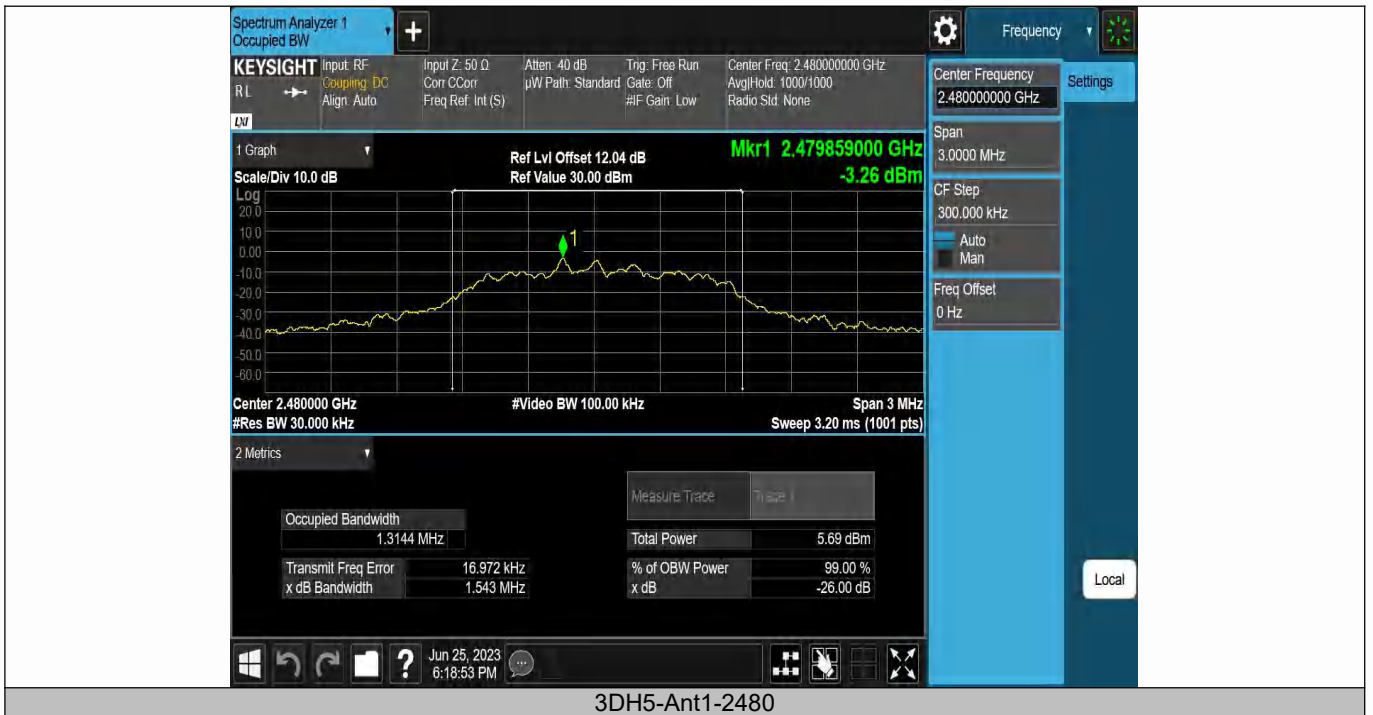 Spectrum Analyzer 1
Occupied BW
Frequency
KEYSIGHT
R L
LXI
Input: RF
Coupling: DC
Align: Auto
Input Z: 50 Ω
Corr CCorr
Freq Ref: Int (S)
Atten: 40 dB
µW Path: Standard
Trig: Free Run
Gate: Off
#IF Gain: Low
Center Freq: 2.480000000 GHz
Avg|Hold: 1000/1000
Radio Std: None
Center Frequency
2.480000000 GHz
Settings
Span
3.0000 MHz
CF Step
300.000 kHz
Auto
Man
Freq Offset
0 Hz
Local
1 Graph
Scale/Div 10.0 dB
Ref Lvl Offset 12.04 dB
Ref Value 30.00 dBm
Mkr1 2.479859000 GHz
-3.26 dBm
Log
20.0
10.0
0.00
-10.0
-20.0
-30.0
-40.0
-50.0
-60.0
1
Center 2.480000 GHz
#Res BW 30.000 kHz
#Video BW 100.00 kHz
Span 3 MHz
Sweep 3.20 ms (1001 pts)
2 Metrics
Measure Trace Trace 1
Occupied Bandwidth
1.3144 MHz
Total Power 5.69 dBm
Transmit Freq Error 16.972 kHz
% of OBW Power 99.00 %
x dB Bandwidth 1.543 MHz
x dB -26.00 dB
Jun 25, 2023
6:18:53 PM
3DH5-Ant1-2480